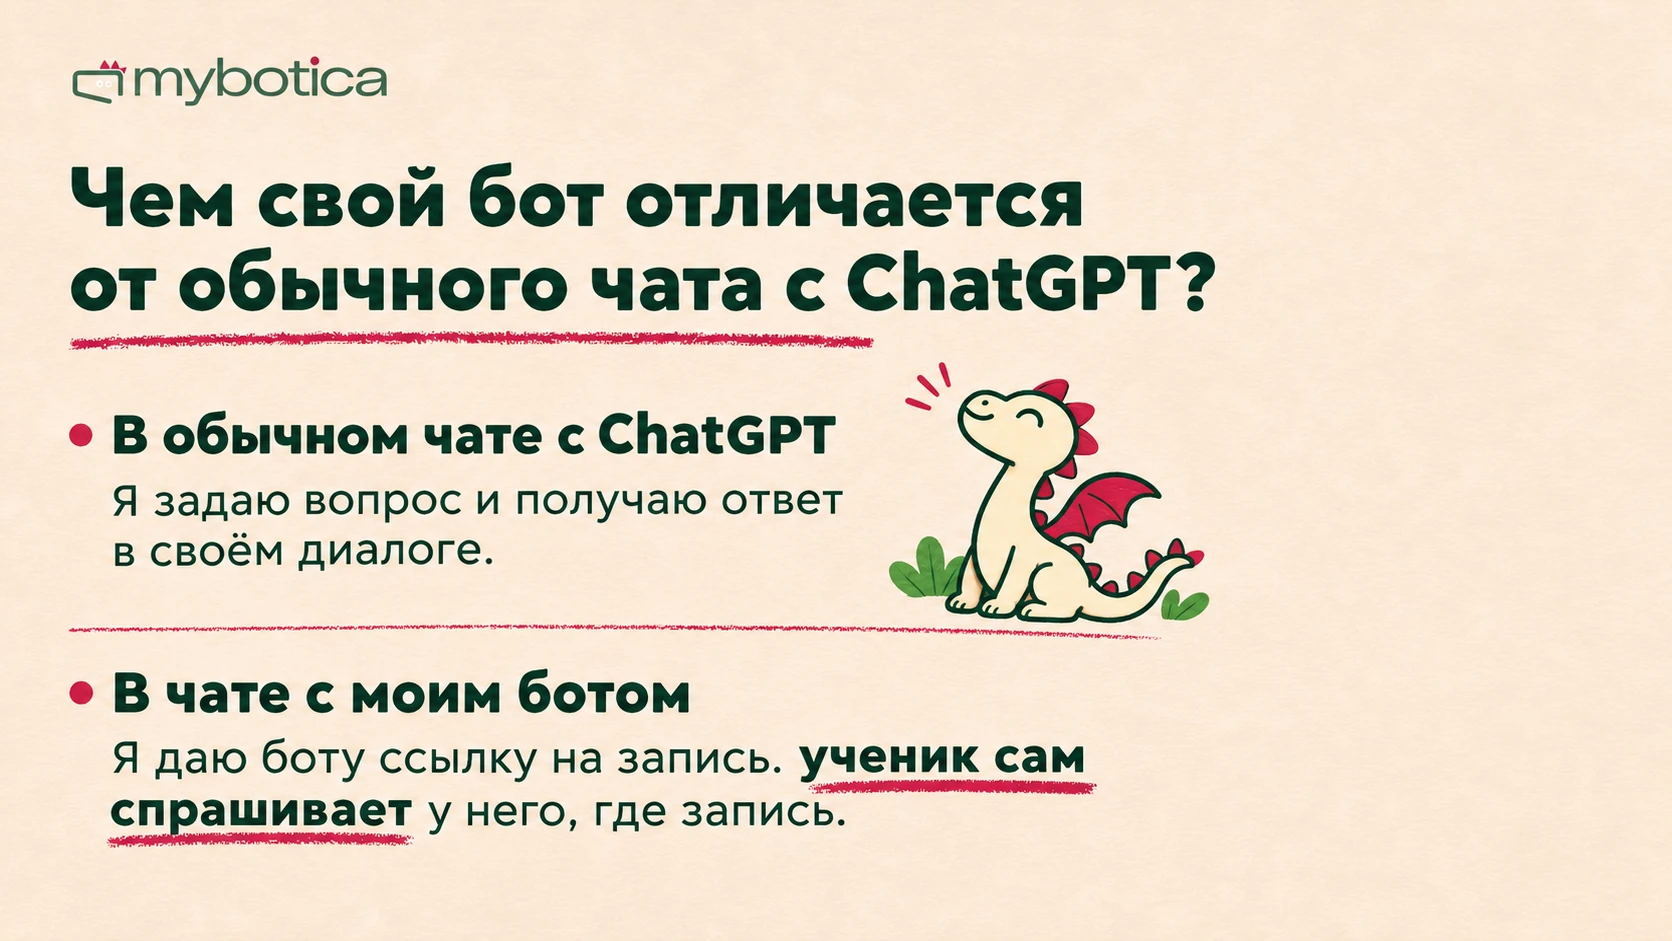 mybotica
Чем свой бот отличается
от обычного чата с ChatGPT?
В обычном чате с ChatGPT
Я задаю вопрос и получаю ответ
в своём диалоге.
В чате с моим ботом
Я даю боту ссылку на запись. ученик сам
спрашивает у него, где запись.